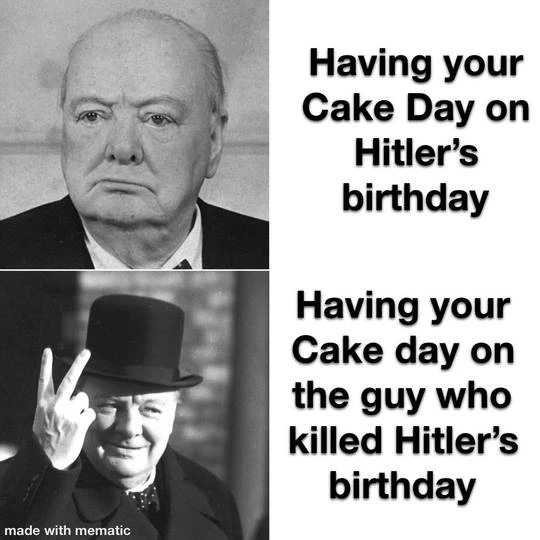 Having your
Cake Day on
Hitler's
birthday
Having your
Cake day on
the guy who
killed Hitler's
birthday
made with mematic